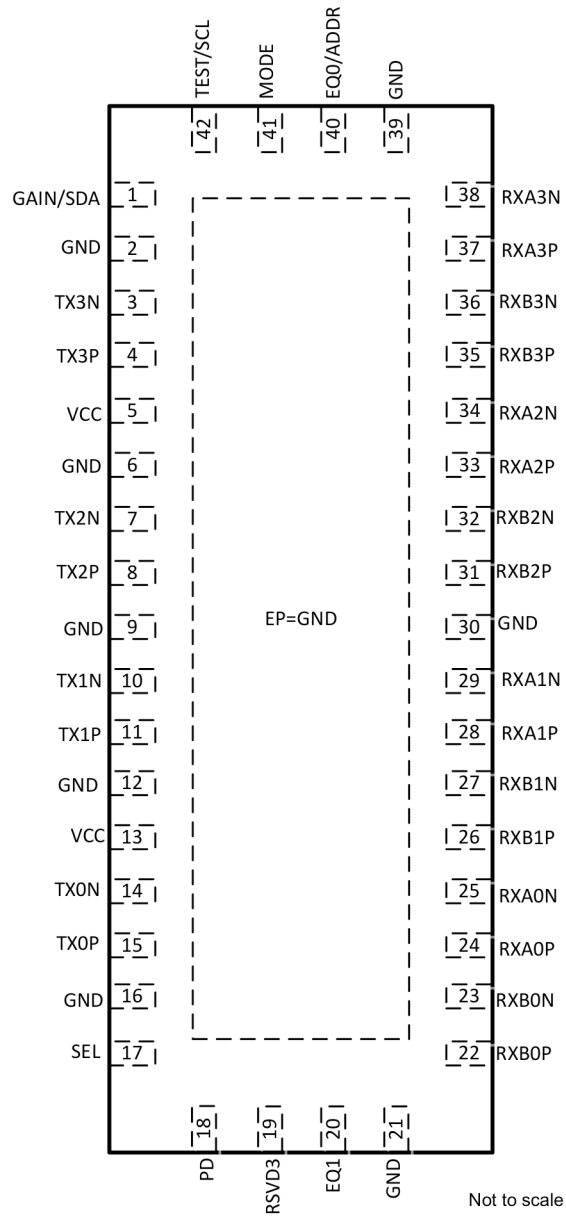 TEST/SCL MODE EQ0/ADDR GND
42 41 40 39
GAIN/SDA 1 38 RXA3N
GND 2 37 RXA3P
TX3N 3 36 RXB3N
TX3P 4 35 RXB3P
VCC 5 34 RXA2N
GND 6 33 RXA2P
TX2N 7 32 RXB2N
TX2P 8 31 RXB2P
GND 9 EP=GND 30 GND
TX1N 10 29 RXA1N
TX1P 11 28 RXA1P
GND 12 27 RXB1N
VCC 13 26 RXB1P
TX0N 14 25 RXA0N
TX0P 15 24 RXA0P
GND 16 23 RXB0N
SEL 17 22 RXB0P
18 19 20 21
PD RSVD3 EQ1 GND
Not to scale